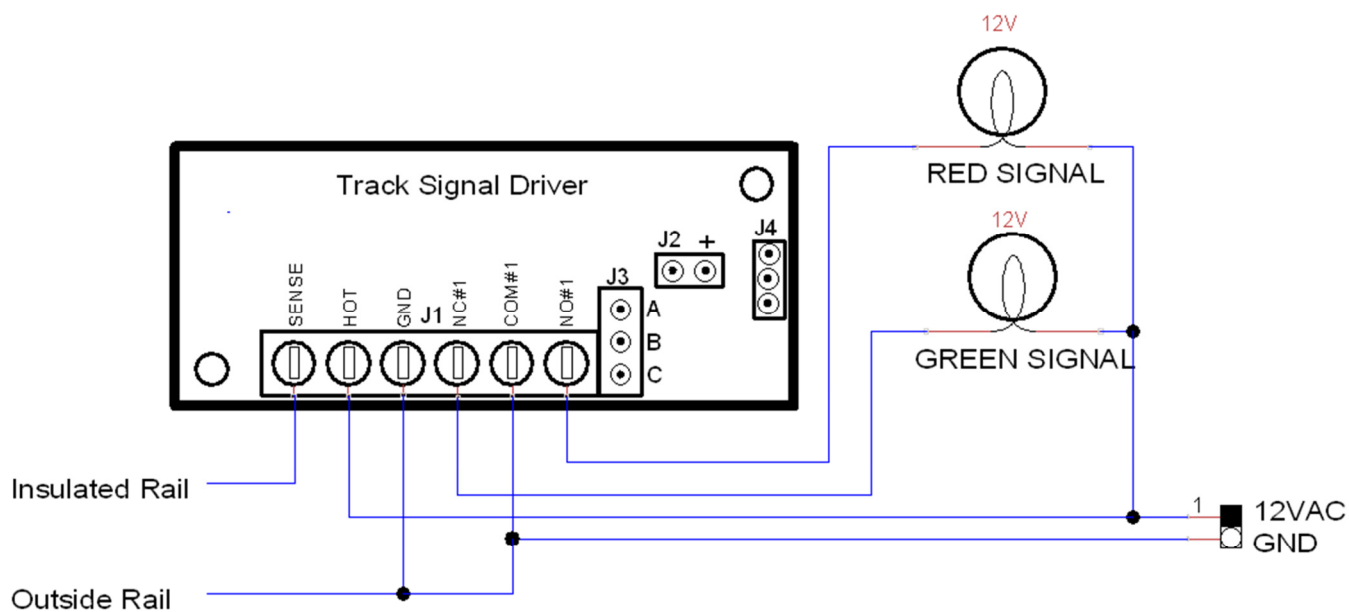 12V
RED SIGNAL
Track Signal Driver
12V
GREEN SIGNAL
J2 +
J4
J3
A
B
C
SENSE
HOT
GND
J1
NC#1
COM#1
NO#1
Insulated Rail
1
12VAC
GND
Outside Rail